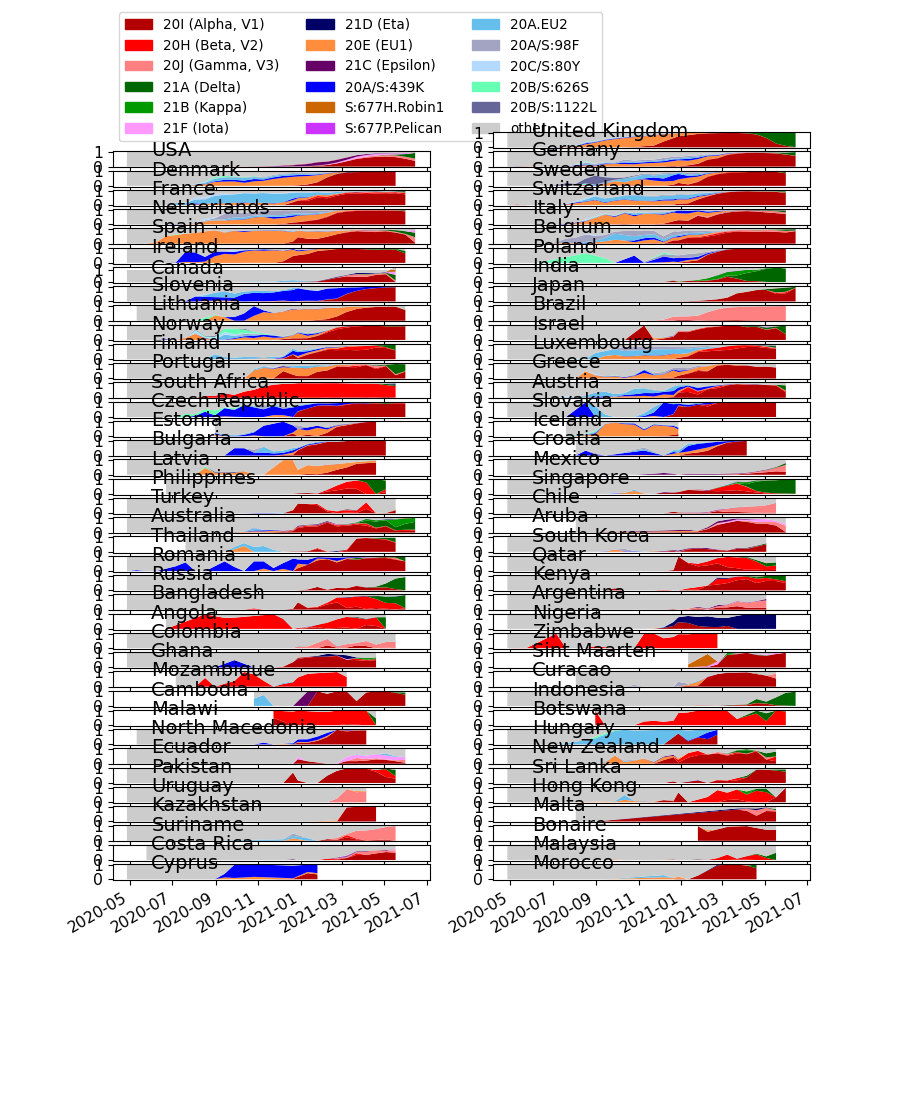 20I (Alpha, V1)
20H (Beta, V2)
20J (Gamma, V3)
21A (Delta)
21B (Kappa)
21F (Iota)
21D (Eta)
20E (EU1)
21C (Epsilon)
20A/S:439K
S:677H.Robin1
S:677P.Pelican
20A.EU2
20A/S:98F
20C/S:80Y
20B/S:626S
20B/S:1122L
other
USA
Denmark
France
Netherlands
Spain
Ireland
Canada
Slovenia
Lithuania
Norway
Finland
Portugal
South Africa
Czech Republic
Estonia
Bulgaria
Latvia
Philippines
Turkey
Australia
Thailand
Romania
Russia
Bangladesh
Angola
Colombia
Ghana
Mozambique
Cambodia
Malawi
North Macedonia
Ecuador
Pakistan
Uruguay
Kazakhstan
Suriname
Costa Rica
Cyprus
2020-05
2020-07
2020-09
2020-11
2021-01
2021-03
2021-05
2021-07
United Kingdom
Germany
Sweden
Switzerland
Italy
Belgium
Poland
India
Japan
Brazil
Israel
Luxembourg
Greece
Austria
Slovakia
Iceland
Croatia
Mexico
Singapore
Chile
Aruba
South Korea
Qatar
Kenya
Argentina
Nigeria
Zimbabwe
Sint Maarten
Curacao
Indonesia
Botswana
Hungary
New Zealand
Sri Lanka
Hong Kong
Malta
Bonaire
Malaysia
Morocco
2020-05
2020-07
2020-09
2020-11
2021-01
2021-03
2021-05
2021-07